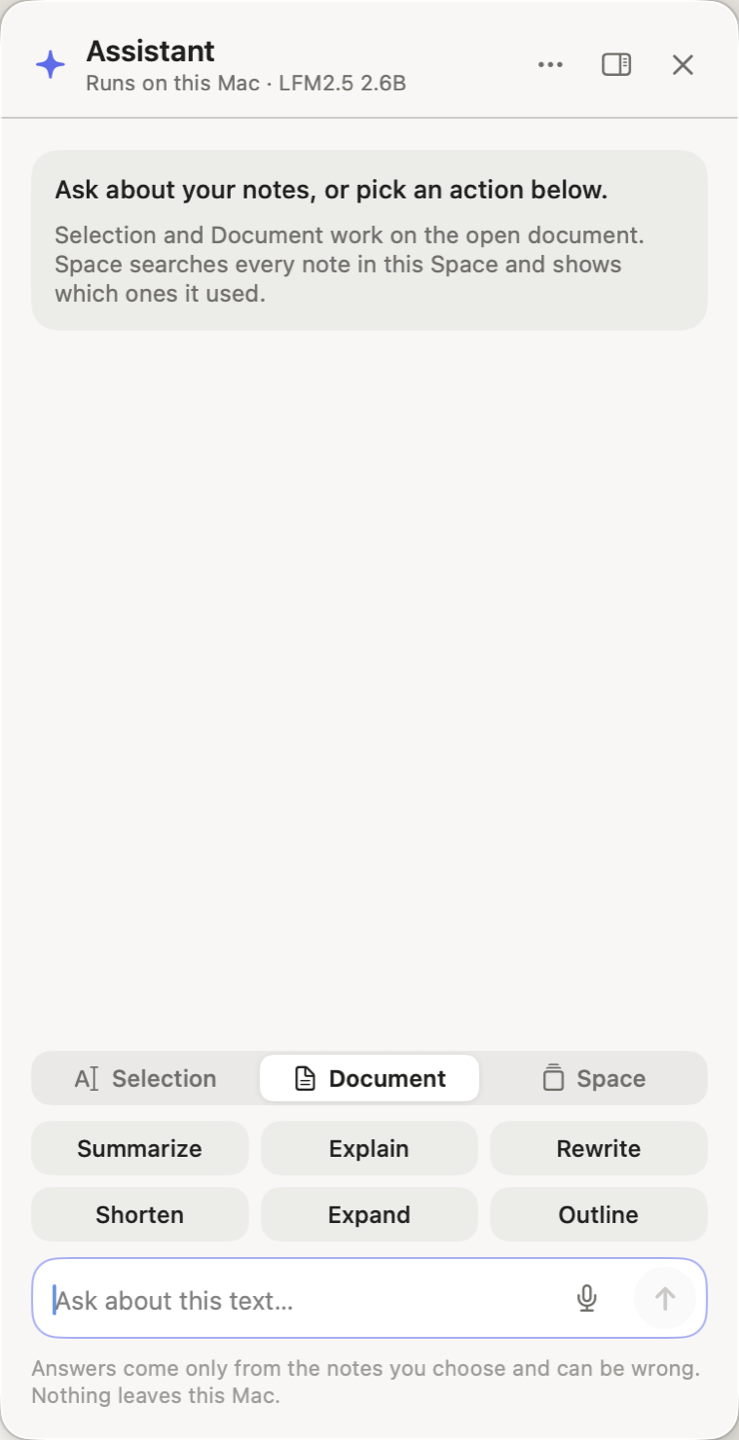 Assistant
Runs on this Mac · LFM2.5 2.6B
Ask about your notes, or pick an action below.
Selection and Document work on the open document.
Space searches every note in this Space and shows
which ones it used.
Selection
Document
Space
Summarize
Explain
Rewrite
Shorten
Expand
Outline
Ask about this text...
Answers come only from the notes you choose and can be wrong.
Nothing leaves this Mac.